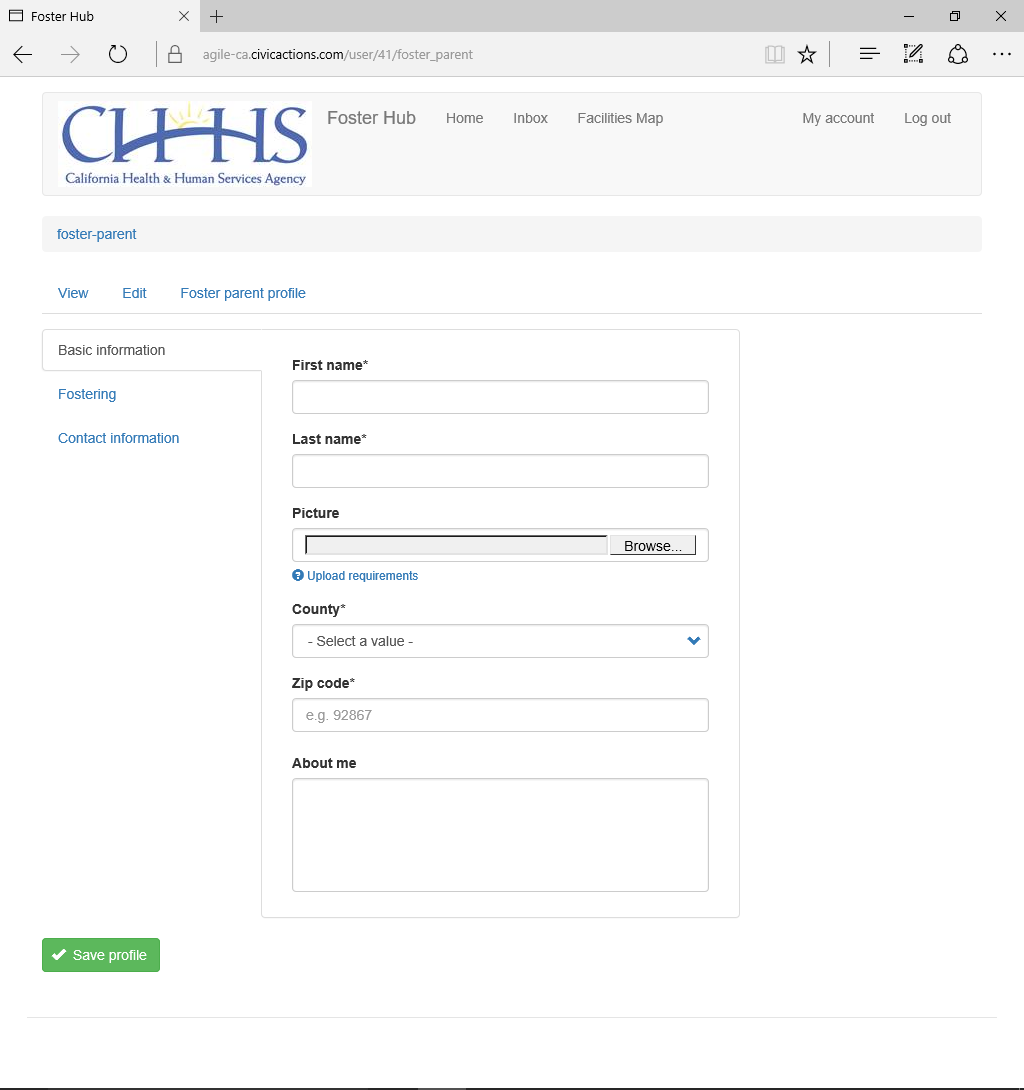 Foster Hub
agile-ca.civicactions.com/user/41/foster_parent
CHHS
California Health & Human Services Agency
Foster Hub Home Inbox Facilities Map My account Log out
foster-parent
View Edit Foster parent profile
Basic information
Fostering
Contact information
First name*
Last name*
Picture
Browse...
Upload requirements
County*
- Select a value -
Zip code*
e.g. 92867
About me
Save profile